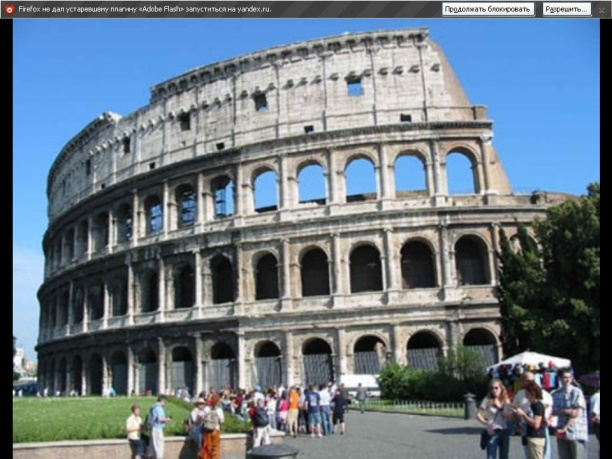 Firefox не дал устаревшему плагину «Adobe Flash» запуститься на yandex.ru. Продолжать блокировать Разрешить...